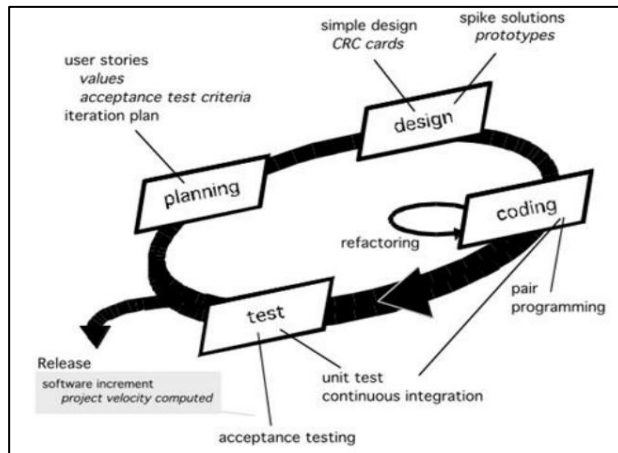 simple design
CRC cards
spike solutions
prototypes
user stories
values
acceptance test criteria
iteration plan
design
planning
coding
refactoring
test
pair
programming
Release
software increment
project velocity computed
unit test
continuous integration
acceptance testing